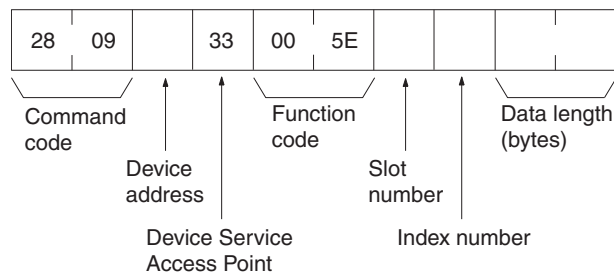 28 09 33 00 5E
Command
code
Function
code
Data length
(bytes)
Device
address
Slot
number
Device Service
Access Point
Index number